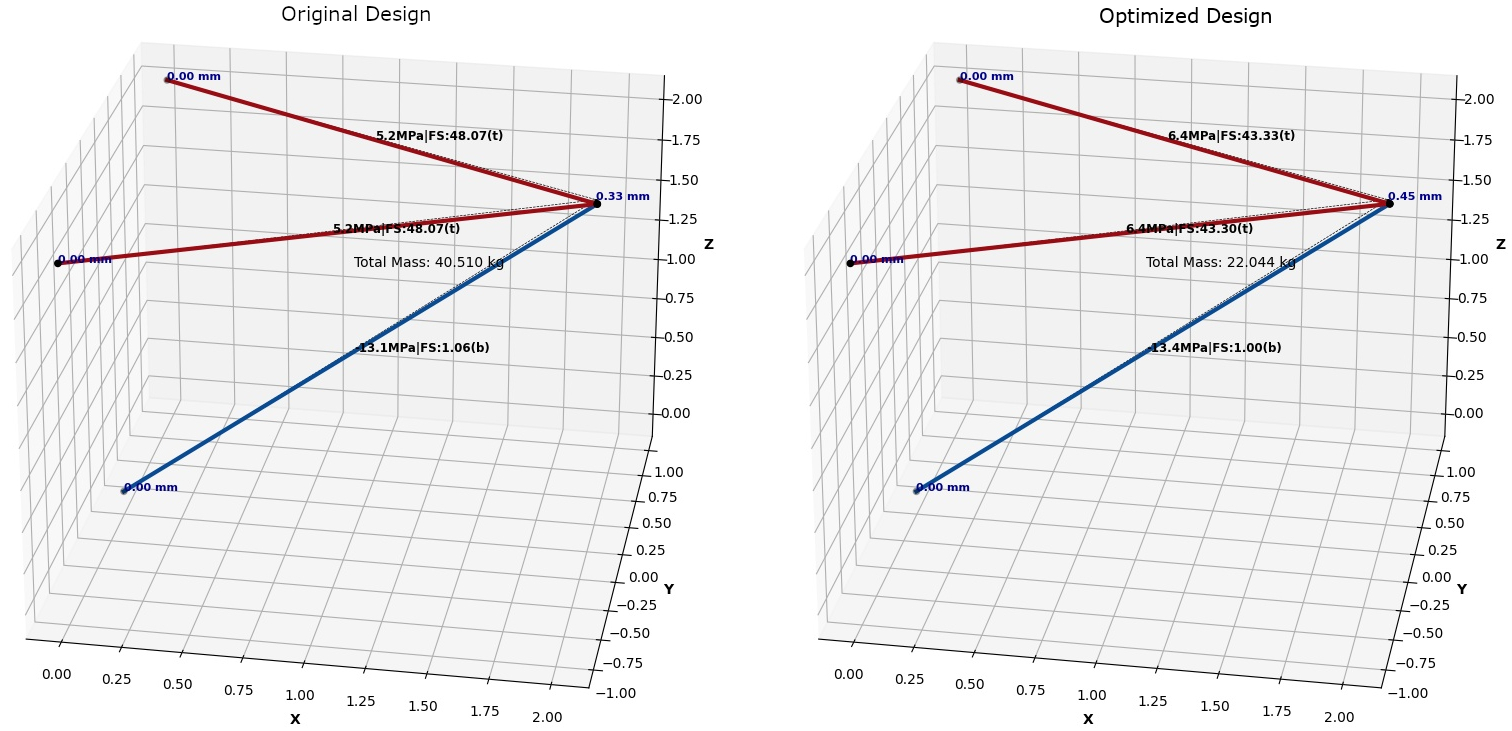 Original Design
0.00 mm
5.2MPa|FS:48.07(t)
0.33 mm
5.2MPa|FS:48.07(t)
0.00 mm
Total Mass: 40.510 kg
-13.1MPa|FS:1.06(b)
0.00 mm
2.00
1.75
1.50
1.25
1.00
0.75
0.50
0.25
0.00
Z
1.00
0.75
0.50
0.25
0.00
−0.25
−0.50
−0.75
−1.00
Y
0.00
0.25
0.50
0.75
1.00
1.25
1.50
1.75
2.00
X
Optimized Design
0.00 mm
6.4MPa|FS:43.33(t)
0.45 mm
6.4MPa|FS:43.30(t)
0.00 mm
Total Mass: 22.044 kg
-13.4MPa|FS:1.00(b)
0.00 mm
2.00
1.75
1.50
1.25
1.00
0.75
0.50
0.25
0.00
Z
1.00
0.75
0.50
0.25
0.00
−0.25
−0.50
−0.75
−1.00
Y
0.00
0.25
0.50
0.75
1.00
1.25
1.50
1.75
2.00
X